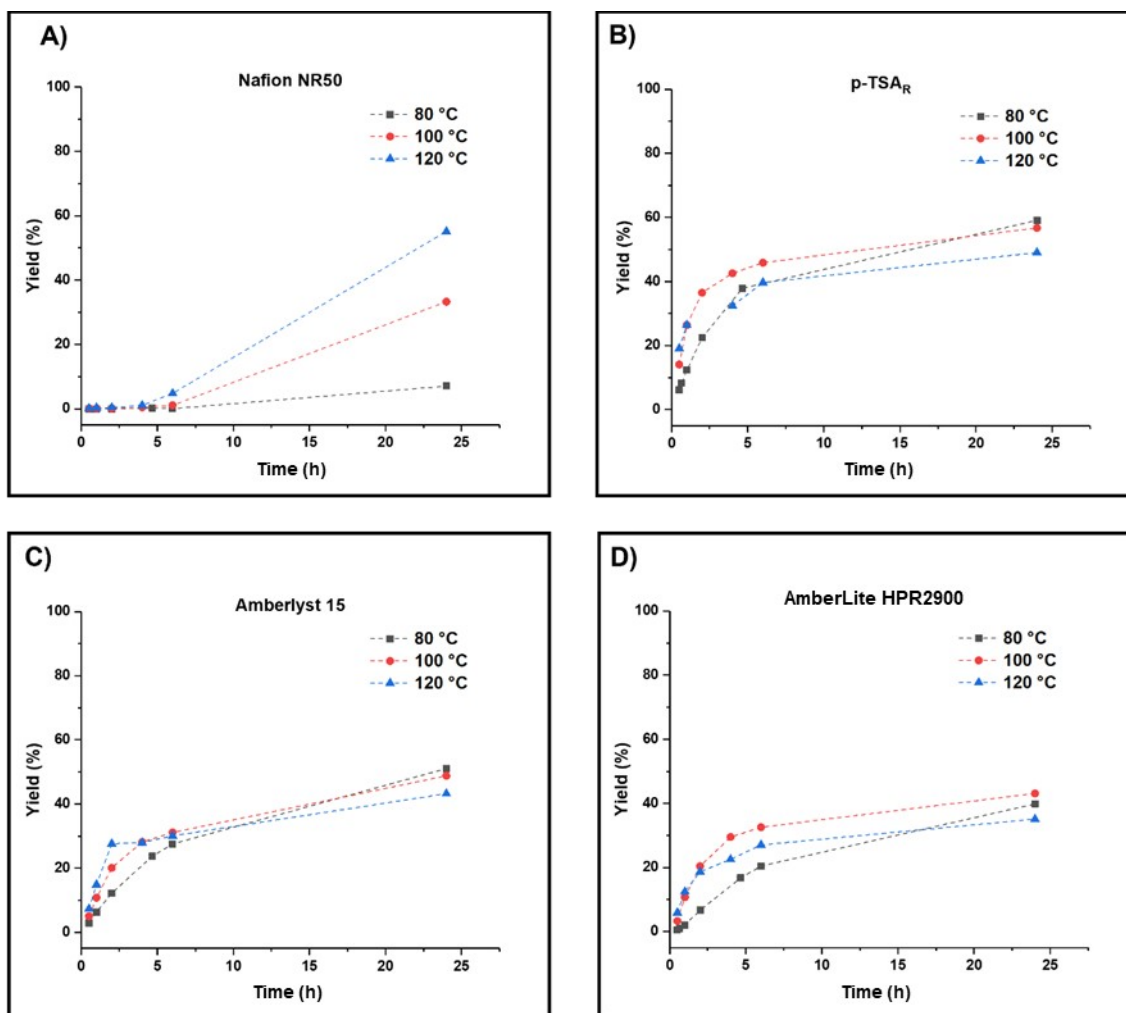 A)
Nafion NR50
80 °C
100 °C
120 °C
Yield (%)
100
80
60
40
20
0
0 5 10 15 20 25
Time (h)
B)
p-TSAR
80 °C
100 °C
120 °C
Yield (%)
100
80
60
40
20
0
0 5 10 15 20 25
Time (h)
C)
Amberlyst 15
80 °C
100 °C
120 °C
Yield (%)
100
80
60
40
20
0
0 5 10 15 20 25
Time (h)
D)
AmberLite HPR2900
80 °C
100 °C
120 °C
Yield (%)
100
80
60
40
20
0
0 5 10 15 20 25
Time (h)